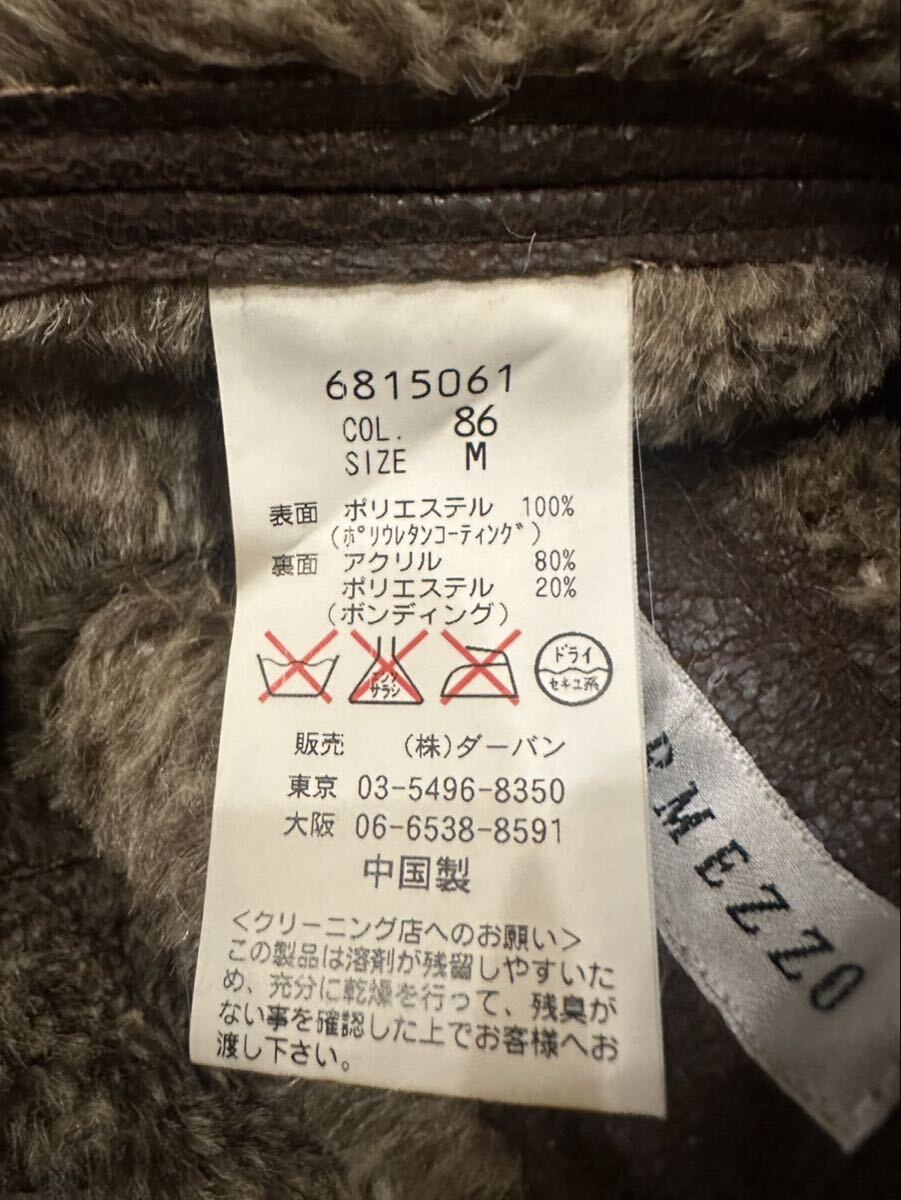 6815061
COL. 86
SIZE M
表面 ポリエステル 100%
(ﾎﾟﾘｳﾚﾀﾝｺｰﾃｨﾝｸﾞ)
裏面 アクリル 80%
ポリエステル 20%
(ボンディング)
エンソ
サラシ
ドライ
セキユ系
販売 (株)ダーバン
東京 03-5496-8350
大阪 06-6538-8591
中国製
<クリーニング店へのお願い>
この製品は溶剤が残留しやすいた
め、充分に乾燥を行って、残臭が
ない事を確認した上でお客様へお
渡し下さい。
RMEZZO